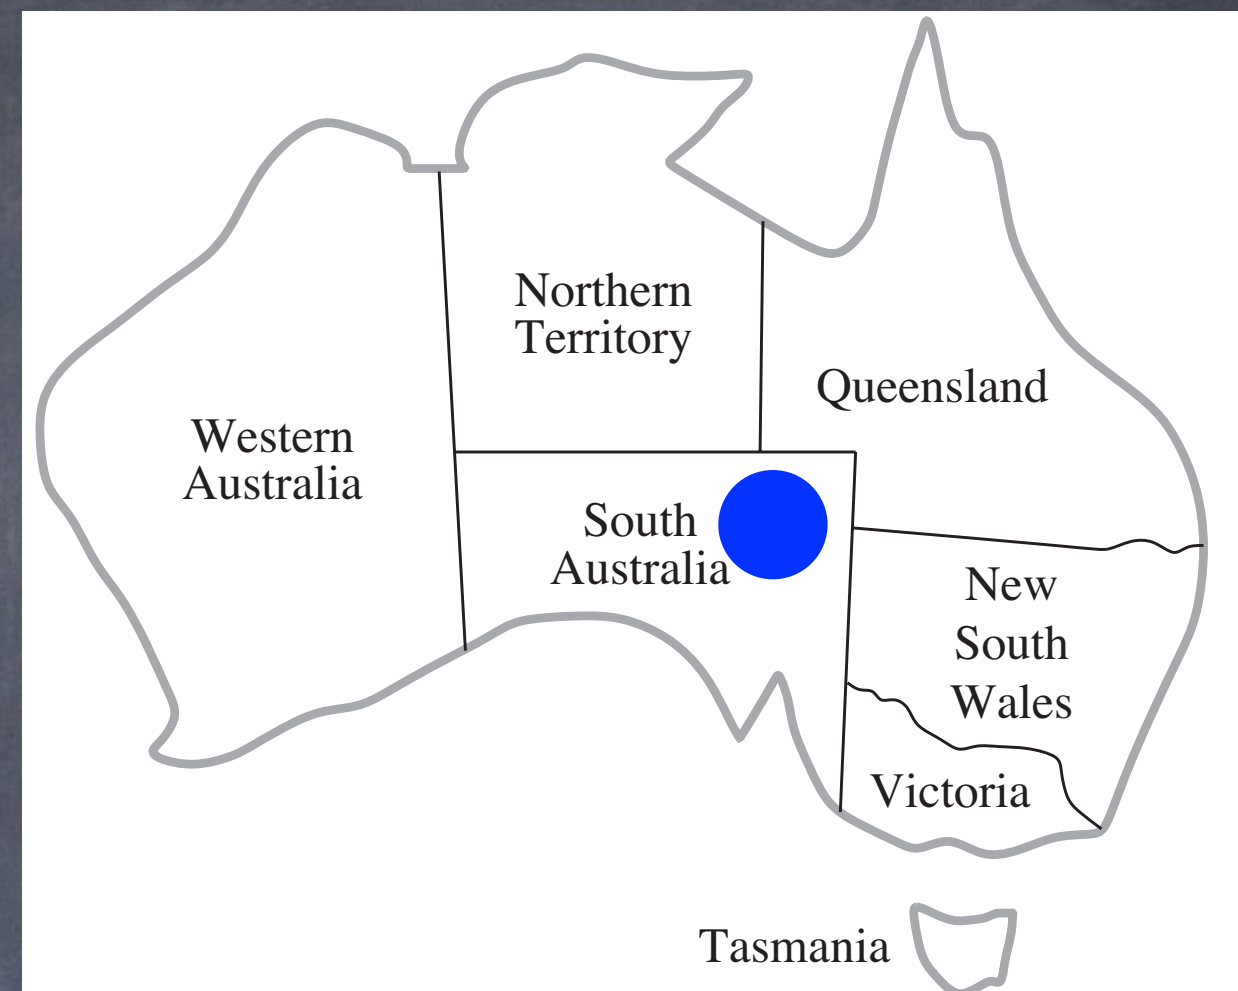 Northern
Territory
Queensland
Western
Australia
South
Australia
New
South
Wales
Victoria
Tasmania